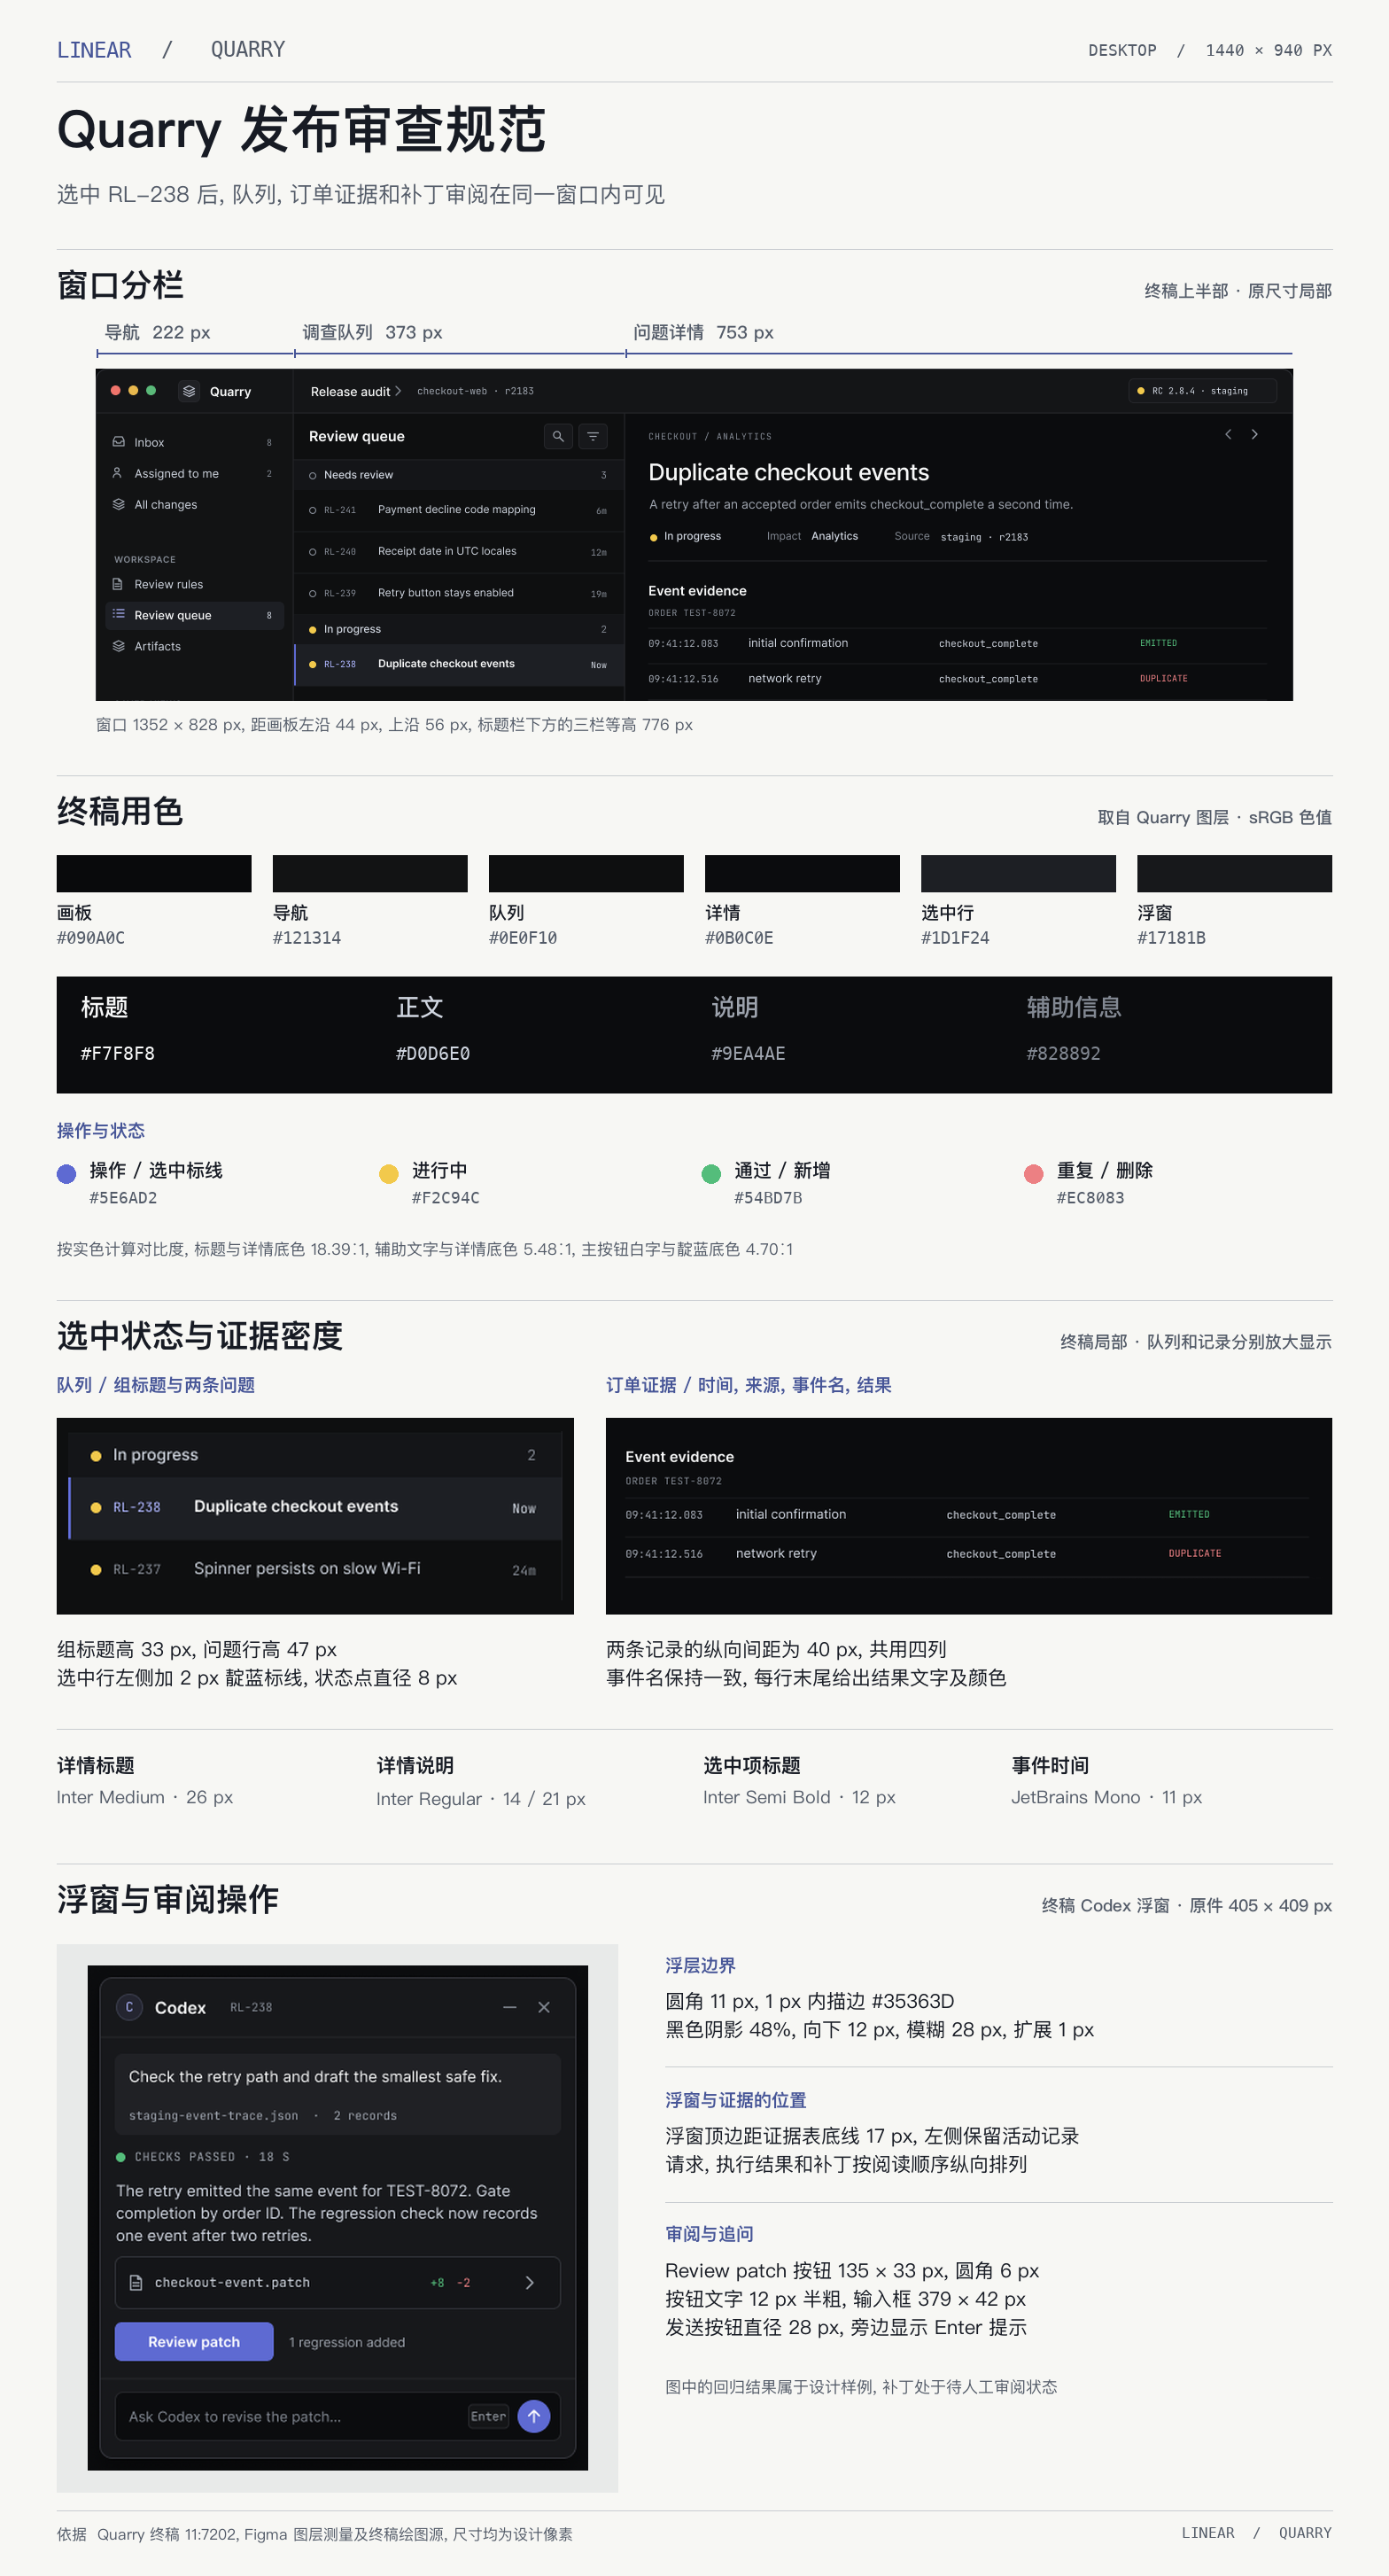 LINEAR / QUARRY
DESKTOP / 1440 × 940 PX
Quarry 发布审查规范
选中 RL-238 后, 队列, 订单证据和补丁审阅在同一窗口内可见
窗口分栏
终稿上半部 · 原尺寸局部
导航 222 px
调查队列 373 px
问题详情 753 px
Quarry
Release audit
checkout-web · r2183
RC 2.8.4 · staging
Inbox 8
Assigned to me 2
All changes
WORKSPACE
Review rules
Review queue 8
Artifacts
Review queue
Needs review 3
RL-241 Payment decline code mapping 6m
RL-240 Receipt date in UTC locales 12m
RL-239 Retry button stays enabled 19m
In progress 2
RL-238 Duplicate checkout events Now
CHECKOUT / ANALYTICS
Duplicate checkout events
A retry after an accepted order emits checkout_complete a second time.
In progress Impact Analytics Source staging · r2183
Event evidence
ORDER TEST-8072
09:41:12.083 initial confirmation checkout_complete EMITTED
09:41:12.516 network retry checkout_complete DUPLICATE
窗口 1352 × 828 px, 距画板左沿 44 px, 上沿 56 px, 标题栏下方的三栏等高 776 px
终稿用色
取自 Quarry 图层 · sRGB 色值
画板 导航 队列 详情 选中行 浮窗
#090A0C #121314 #0E0F10 #0B0C0E #1D1F24 #17181B
标题 正文 说明 辅助信息
#F7F8F8 #D0D6E0 #9EA4AE #828892
操作与状态
操作 / 选中标线 进行中 通过 / 新增 重复 / 删除
#5E6AD2 #F2C94C #54BD7B #EC8083
按实色计算对比度, 标题与详情底色 18.39:1, 辅助文字与详情底色 5.48:1, 主按钮白字与靛蓝底色 4.70:1
选中状态与证据密度
终稿局部 · 队列和记录分别放大显示
队列 / 组标题与两条问题
In progress 2
RL-238 Duplicate checkout events Now
RL-237 Spinner persists on slow Wi-Fi 24m
组标题高 33 px, 问题行高 47 px
选中行左侧加 2 px 靛蓝标线, 状态点直径 8 px
订单证据 / 时间, 来源, 事件名, 结果
Event evidence
ORDER TEST-8072
09:41:12.083 initial confirmation checkout_complete EMITTED
09:41:12.516 network retry checkout_complete DUPLICATE
两条记录的纵向间距为 40 px, 共用四列
事件名保持一致, 每行末尾给出结果文字及颜色
详情标题 详情说明 选中项标题 事件时间
Inter Medium · 26 px Inter Regular · 14 / 21 px Inter Semi Bold · 12 px JetBrains Mono · 11 px
浮窗与审阅操作
终稿 Codex 浮窗 · 原件 405 × 409 px
C Codex RL-238
Check the retry path and draft the smallest safe fix.
staging-event-trace.json · 2 records
CHECKS PASSED · 18 S
The retry emitted the same event for TEST-8072. Gate
completion by order ID. The regression check now records
one event after two retries.
checkout-event.patch +8 -2
Review patch 1 regression added
Ask Codex to revise the patch... Enter
浮层边界
圆角 11 px, 1 px 内描边 #35363D
黑色阴影 48%, 向下 12 px, 模糊 28 px, 扩展 1 px
浮窗与证据的位置
浮窗顶边距证据表底线 17 px, 左侧保留活动记录
请求, 执行结果和补丁按阅读顺序纵向排列
审阅与追问
Review patch 按钮 135 × 33 px, 圆角 6 px
按钮文字 12 px 半粗, 输入框 379 × 42 px
发送按钮直径 28 px, 旁边显示 Enter 提示
图中的回归结果属于设计样例, 补丁处于待人工审阅状态
依据 Quarry 终稿 11:7202, Figma 图层测量及终稿绘图源, 尺寸均为设计像素
LINEAR / QUARRY